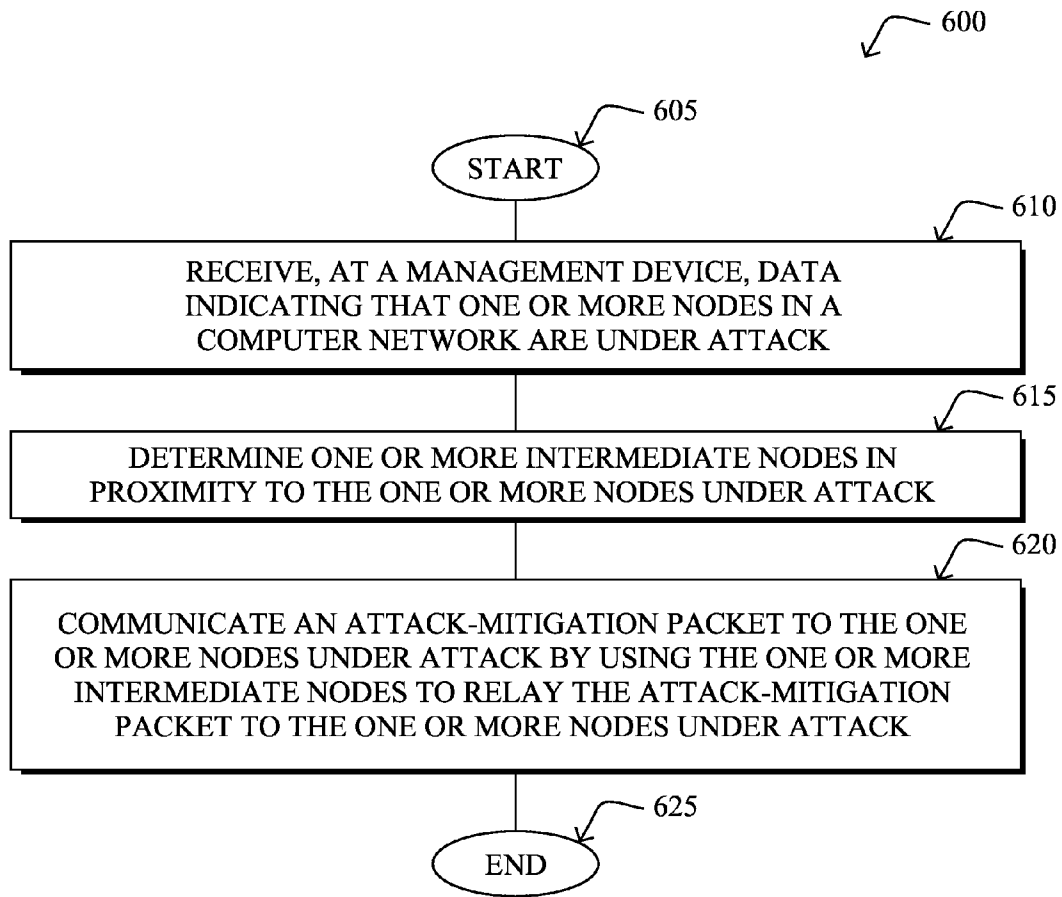 600
605
START
610
RECEIVE, AT A MANAGEMENT DEVICE, DATA
INDICATING THAT ONE OR MORE NODES IN A
COMPUTER NETWORK ARE UNDER ATTACK
615
DETERMINE ONE OR MORE INTERMEDIATE NODES IN
PROXIMITY TO THE ONE OR MORE NODES UNDER ATTACK
620
COMMUNICATE AN ATTACK-MITIGATION PACKET TO THE ONE
OR MORE NODES UNDER ATTACK BY USING THE ONE OR MORE
INTERMEDIATE NODES TO RELAY THE ATTACK-MITIGATION
PACKET TO THE ONE OR MORE NODES UNDER ATTACK
625
END